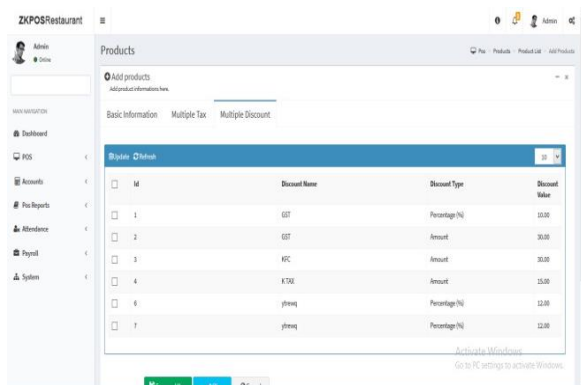 ZKPOSRestaurant
Admin
Admin
Online
Products
Pos Products Product List Add Products
Add products
Add product informations here.
Basic Information Multiple Tax Multiple Discount
MAIN NAVIGATION
Dashboard
POS
Accounts
Pos Reports
Attendance
Payroll
System
Update Refresh
10
Id Discount Name Discount Type Discount Value
1 GST Percentage (%) 10.00
2 GST Amount 30.00
3 KFC Amount 30.00
4 K TAX Amount 15.00
6 ytrewq Percentage (%) 12.00
7 ytrewq Percentage (%) 12.00
Activate Windows
Go to PC settings to activate Windows.